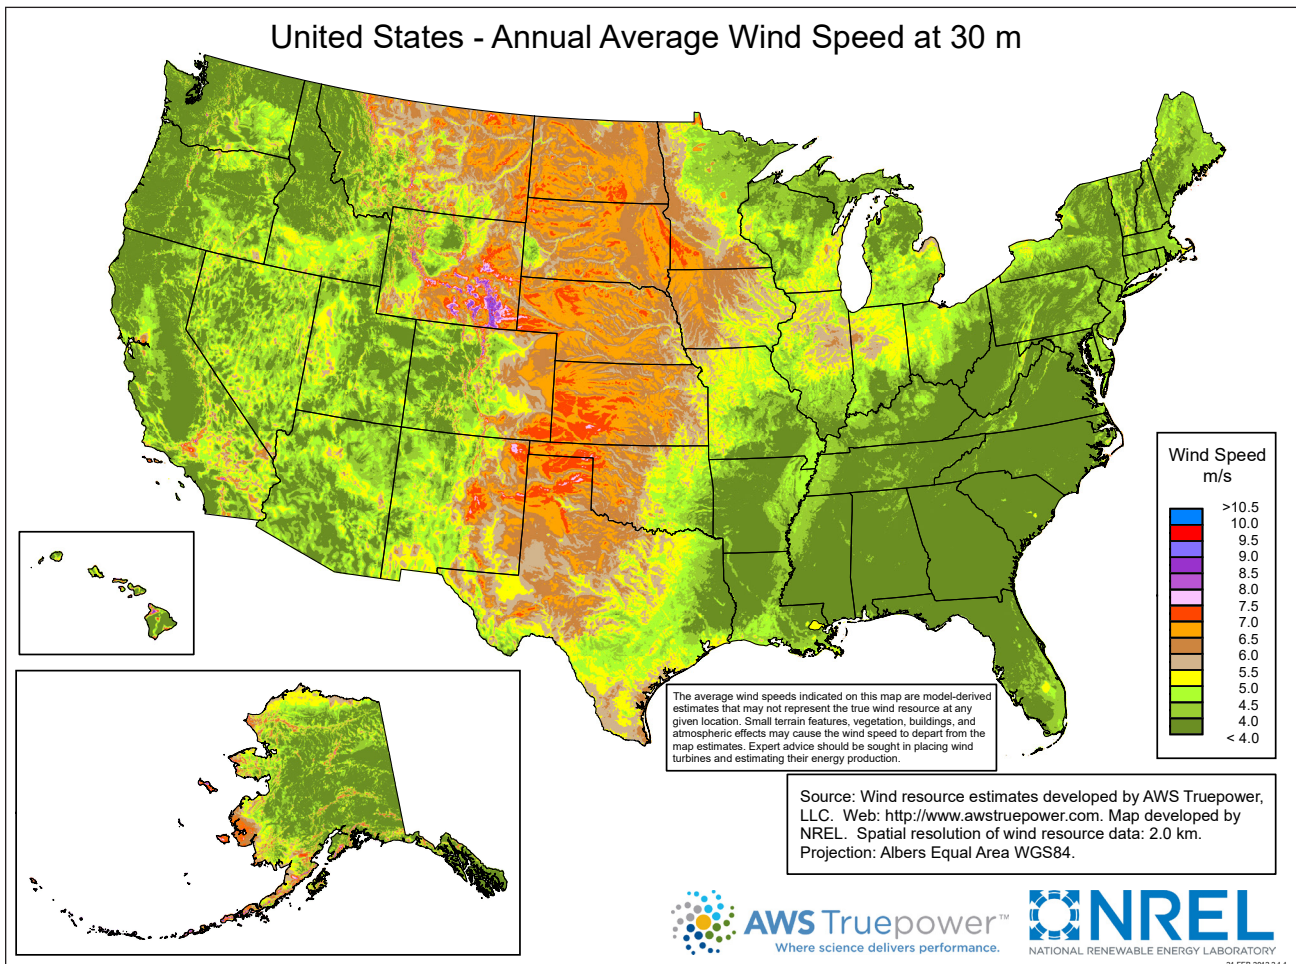 United States - Annual Average Wind Speed at 30 m
Wind Speed
m/s
>10.5
10.0
9.5
9.0
8.5
8.0
7.5
7.0
6.5
6.0
5.5
5.0
4.5
4.0
< 4.0
The average wind speeds indicated on this map are model-derived
estimates that may not represent the true wind resource at any
given location. Small terrain features, vegetation, buildings, and
atmospheric effects may cause the wind speed to depart from the
map estimates. Expert advice should be sought in placing wind
turbines and estimating their energy production.
Source: Wind resource estimates developed by AWS Truepower,
LLC. Web: http://www.awstruepower.com. Map developed by
NREL. Spatial resolution of wind resource data: 2.0 km.
Projection: Albers Equal Area WGS84.
AWS Truepower™
Where science delivers performance.
NREL
NATIONAL RENEWABLE ENERGY LABORATORY